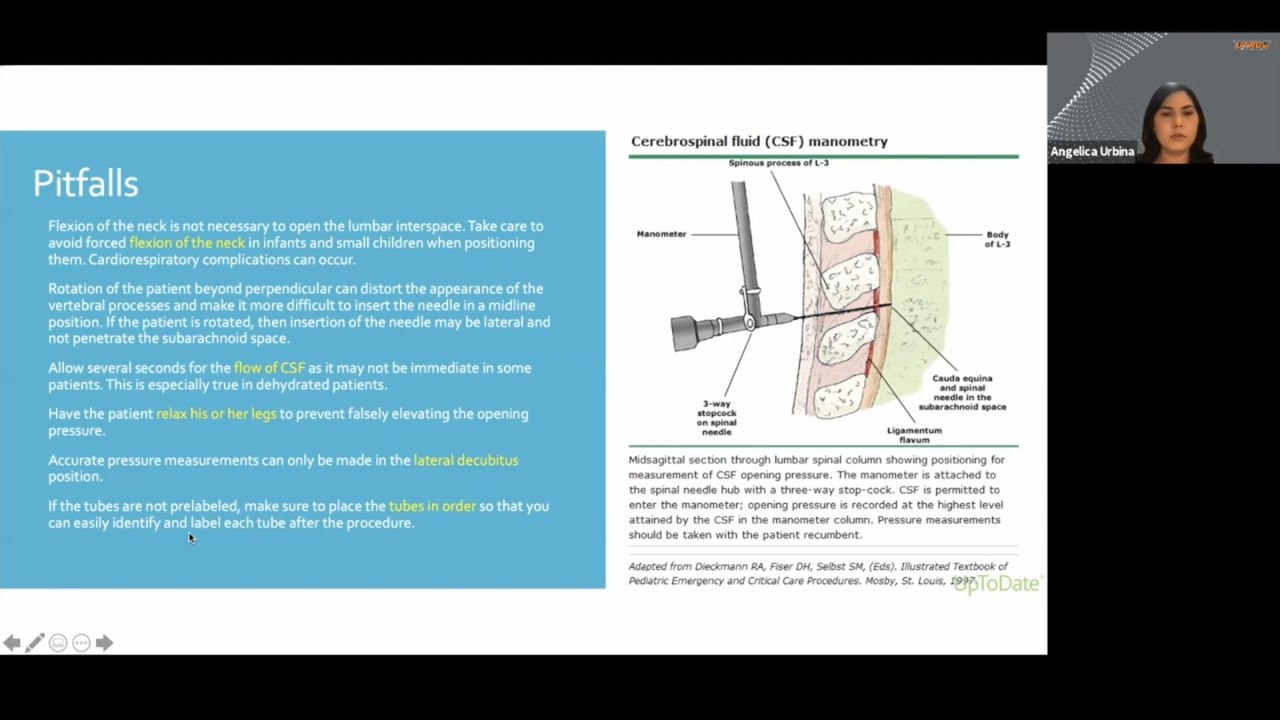 Pitfalls
Flexion of the neck is not necessary to open the lumbar interspace. Take care to
avoid forced flexion of the neck in infants and small children when positioning
them. Cardiorespiratory complications can occur.
Rotation of the patient beyond perpendicular can distort the appearance of the
vertebral processes and make it more difficult to insert the needle in a midline
position. If the patient is rotated, then insertion of the needle may be lateral and
not penetrate the subarachnoid space.
Allow several seconds for the flow of CSF as it may not be immediate in some
patients. This is especially true in dehydrated patients.
Have the patient relax his or her legs to prevent falsely elevating the opening
pressure.
Accurate pressure measurements can only be made in the lateral decubitus
position.
If the tubes are not prelabeled, make sure to place the tubes in order so that you
can easily identify and label each tube after the procedure.
Cerebrospinal fluid (CSF) manometry
Spinous process of L-3
Manometer
Body
of L-3
3-way
stopcock
on spinal
needle
Cauda equina
and spinal
needle in the
subarachnoid space
Ligamentum
flavum
Midsagittal section through lumbar spinal column showing positioning for
measurement of CSF opening pressure. The manometer is attached to
the spinal needle hub with a three-way stop-cock. CSF is permitted to
enter the manometer; opening pressure is recorded at the highest level
attained by the CSF in the manometer column. Pressure measurements
should be taken with the patient recumbent.
Adapted from Dieckmann RA, Fiser DH, Selbst SM, (Eds). Illustrated Textbook of
Pediatric Emergency and Critical Care Procedures. Mosby, St. Louis, 1997.
UpToDate®
Angelica Urbina